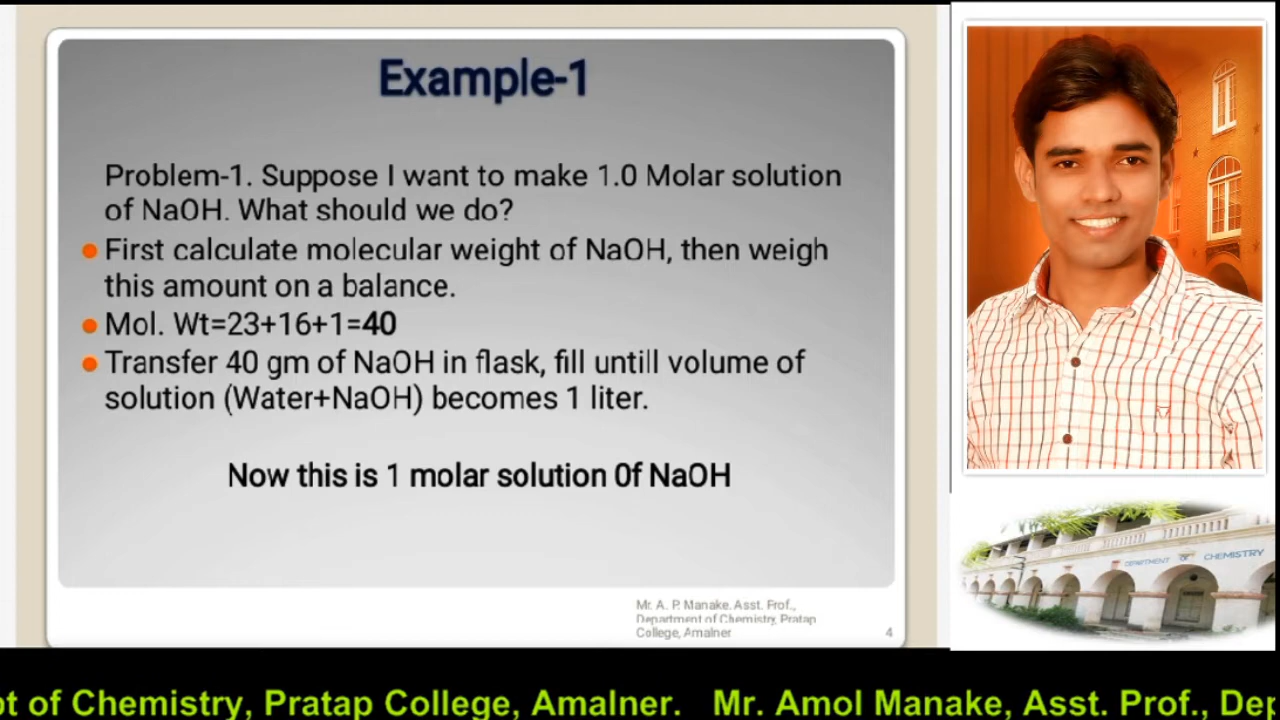 Example-1
Problem-1. Suppose I want to make 1.0 Molar solution
of NaOH. What should we do?
First calculate molecular weight of NaOH, then weigh
this amount on a balance.
Mol. Wt=23+16+1=40
Transfer 40 gm of NaOH in flask, fill untill volume of
solution (Water+NaOH) becomes 1 liter.
Now this is 1 molar solution 0f NaOH
Mr. A. P. Manake. Asst. Prof.,
Department of Chemistry, Pratap
College, Amalner
4
DEPARTMENT OF CHEMISTRY
pt of Chemistry, Pratap College, Amalner. Mr. Amol Manake, Asst. Prof., Dep